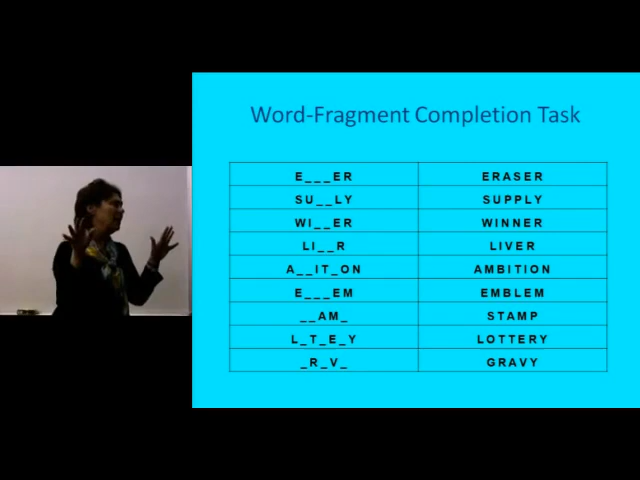 Word-Fragment Completion Task
E___ER ERASER
SU__LY SUPPLY
WI__ER WINNER
LI__R LIVER
A__IT_ON AMBITION
E___EM EMBLEM
__AM_ STAMP
L_T_E_Y LOTTERY
_R_V_ GRAVY